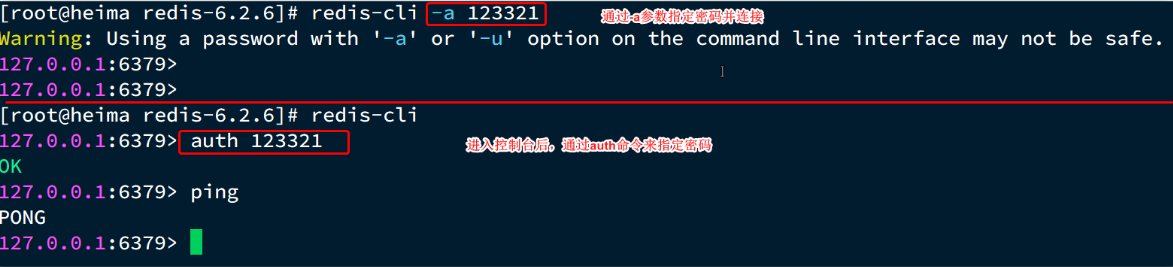 [root@heima redis-6.2.6]# redis-cli -a 123321 通过-a参数指定密码并连接
Warning: Using a password with '-a' or '-u' option on the command line interface may not be safe.
127.0.0.1:6379>
127.0.0.1:6379>
[root@heima redis-6.2.6]# redis-cli
127.0.0.1:6379> auth 123321 进入控制台后，通过auth命令来指定密码
OK
127.0.0.1:6379> ping
PONG
127.0.0.1:6379>